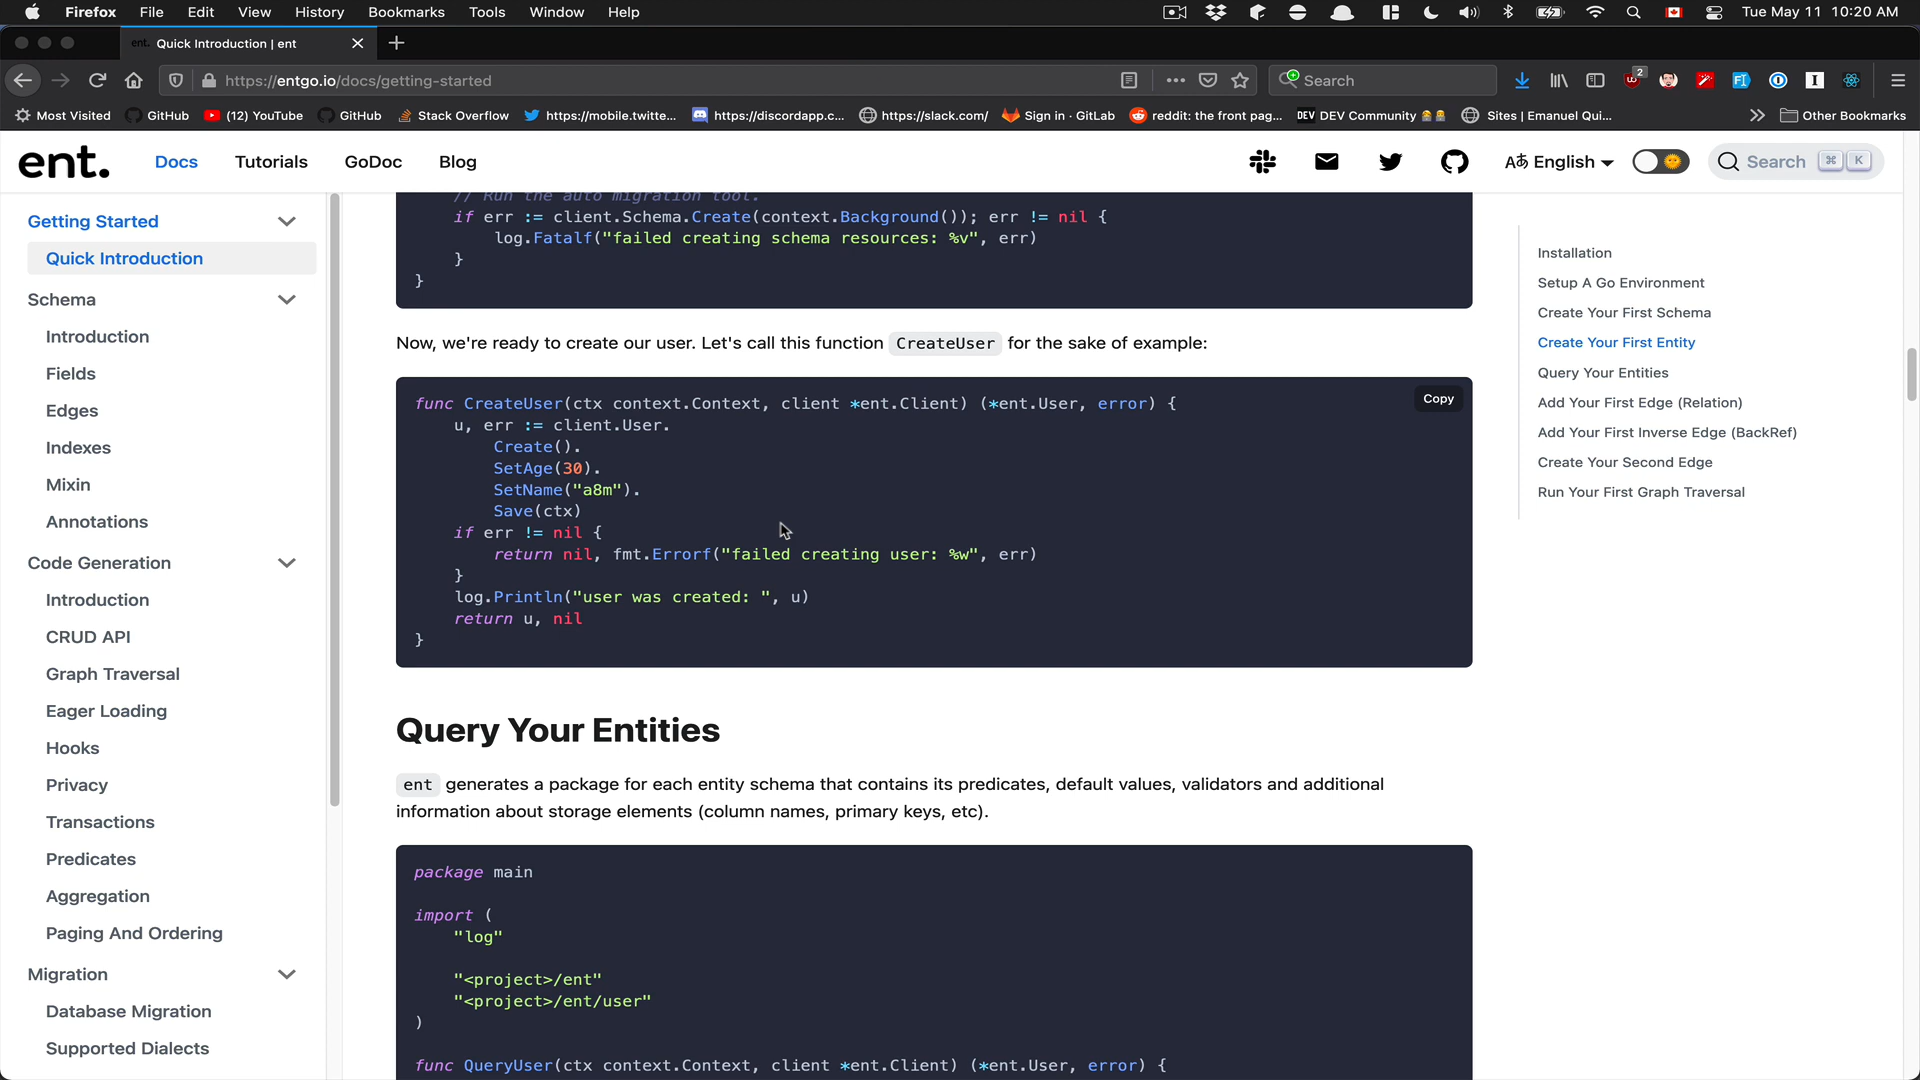 Firefox File Edit View History Bookmarks Tools Window Help Tue May 11 10:20 AM
ent. Quick Introduction | ent
https://entgo.io/docs/getting-started Search 2
Most Visited GitHub (12) YouTube GitHub Stack Overflow https://mobile.twitte... https://discordapp.c... https://slack.com/ Sign in · GitLab reddit: the front pag... DEV DEV Community Sites | Emanuel Qui... Other Bookmarks
ent. Docs Tutorials GoDoc Blog English Search ⌘ K
Getting Started
Quick Introduction
Schema
Introduction
Fields
Edges
Indexes
Mixin
Annotations
Code Generation
Introduction
CRUD API
Graph Traversal
Eager Loading
Hooks
Privacy
Transactions
Predicates
Aggregation
Paging And Ordering
Migration
Database Migration
Supported Dialects
// Run the auto migration tool.
if err := client.Schema.Create(context.Background()); err != nil {
log.Fatalf("failed creating schema resources: %v", err)
}
}
Now, we're ready to create our user. Let's call this function CreateUser for the sake of example:
Copy
func CreateUser(ctx context.Context, client *ent.Client) (*ent.User, error) {
u, err := client.User.
Create().
SetAge(30).
SetName("a8m").
Save(ctx)
if err != nil {
return nil, fmt.Errorf("failed creating user: %w", err)
}
log.Println("user was created: ", u)
return u, nil
}
Query Your Entities
ent generates a package for each entity schema that contains its predicates, default values, validators and additional
information about storage elements (column names, primary keys, etc).
package main
import (
"log"
"<project>/ent"
"<project>/ent/user"
)
func QueryUser(ctx context.Context, client *ent.Client) (*ent.User, error) {
Installation
Setup A Go Environment
Create Your First Schema
Create Your First Entity
Query Your Entities
Add Your First Edge (Relation)
Add Your First Inverse Edge (BackRef)
Create Your Second Edge
Run Your First Graph Traversal